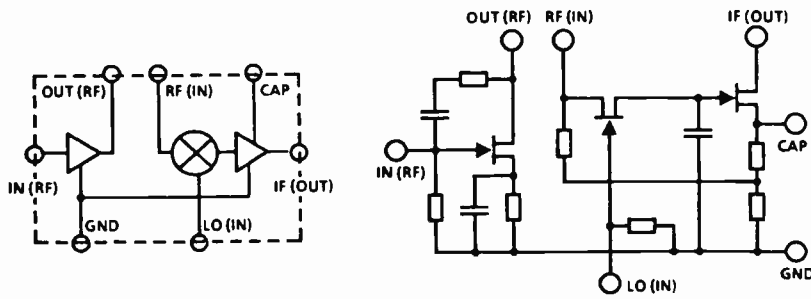 OUT (RF)
RF (IN)
CAP
IN (RF)
IF (OUT)
GND
LO (IN)
OUT (RF)
RF (IN)
IF (OUT)
CAP
IN (RF)
GND
LO (IN)